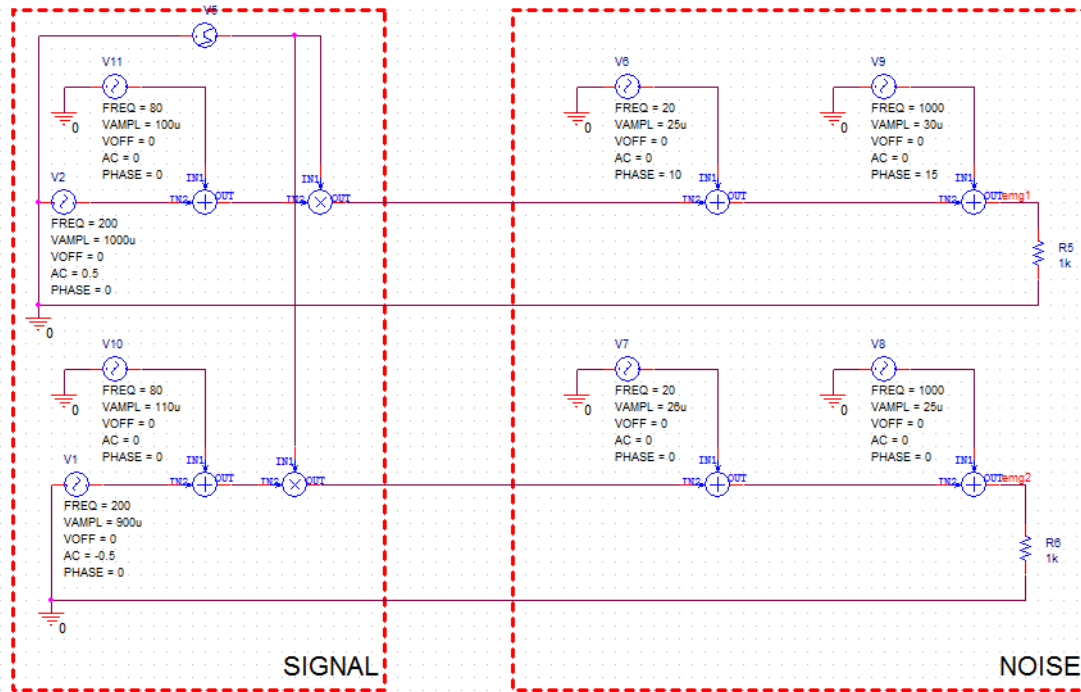 V5
V11
FREQ = 80
VAMPL = 100u
VOFF = 0
AC = 0
PHASE = 0
0
V6
FREQ = 20
VAMPL = 25u
VOFF = 0
AC = 0
PHASE = 10
0
V9
FREQ = 1000
VAMPL = 30u
VOFF = 0
AC = 0
PHASE = 15
0
V2
FREQ = 200
VAMPL = 1000u
VOFF = 0
AC = 0.5
PHASE = 0
0
IN1
IN2
OUT
IN1
IN2
OUT
IN1
IN2
OUT
IN1
IN2
OUT
emg1
R5
1k
V10
FREQ = 80
VAMPL = 110u
VOFF = 0
AC = 0
PHASE = 0
0
V7
FREQ = 20
VAMPL = 26u
VOFF = 0
AC = 0
PHASE = 0
0
V8
FREQ = 1000
VAMPL = 25u
VOFF = 0
AC = 0
PHASE = 0
0
V1
FREQ = 200
VAMPL = 900u
VOFF = 0
AC = -0.5
PHASE = 0
0
IN1
IN2
OUT
IN1
IN2
OUT
IN1
IN2
OUT
IN1
IN2
OUT
emg2
R6
1k
SIGNAL
NOISE